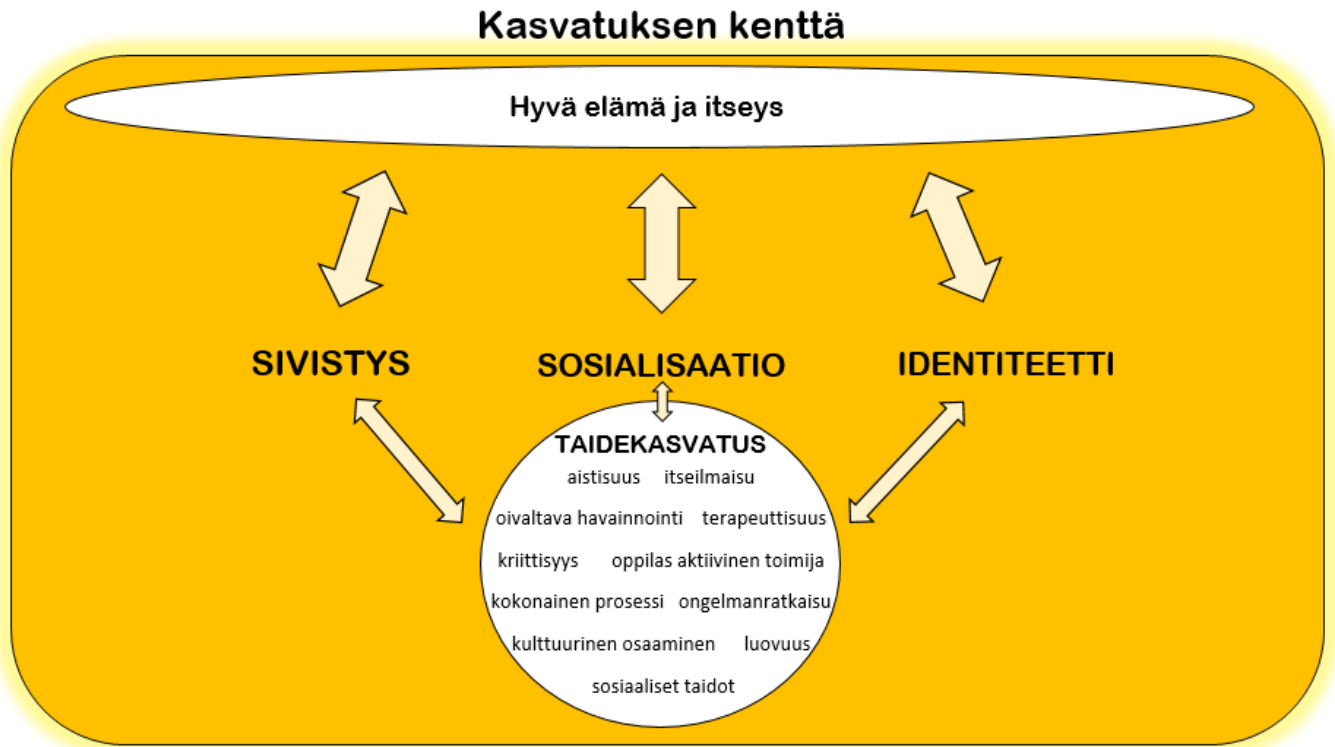 Kasvatuksen kenttä
Hyvä elämä ja itseys
SIVISTYS
SOSIALISAATIO
IDENTITEETTI
TAIDEKASVATUS
aistisuus itseilmaisu
oivaltava havainnointi terapeuttisuus
kriittisyys oppilas aktiivinen toimija
kokonainen prosessi ongelmanratkaisu
kulttuurinen osaaminen luovuus
sosiaaliset taidot